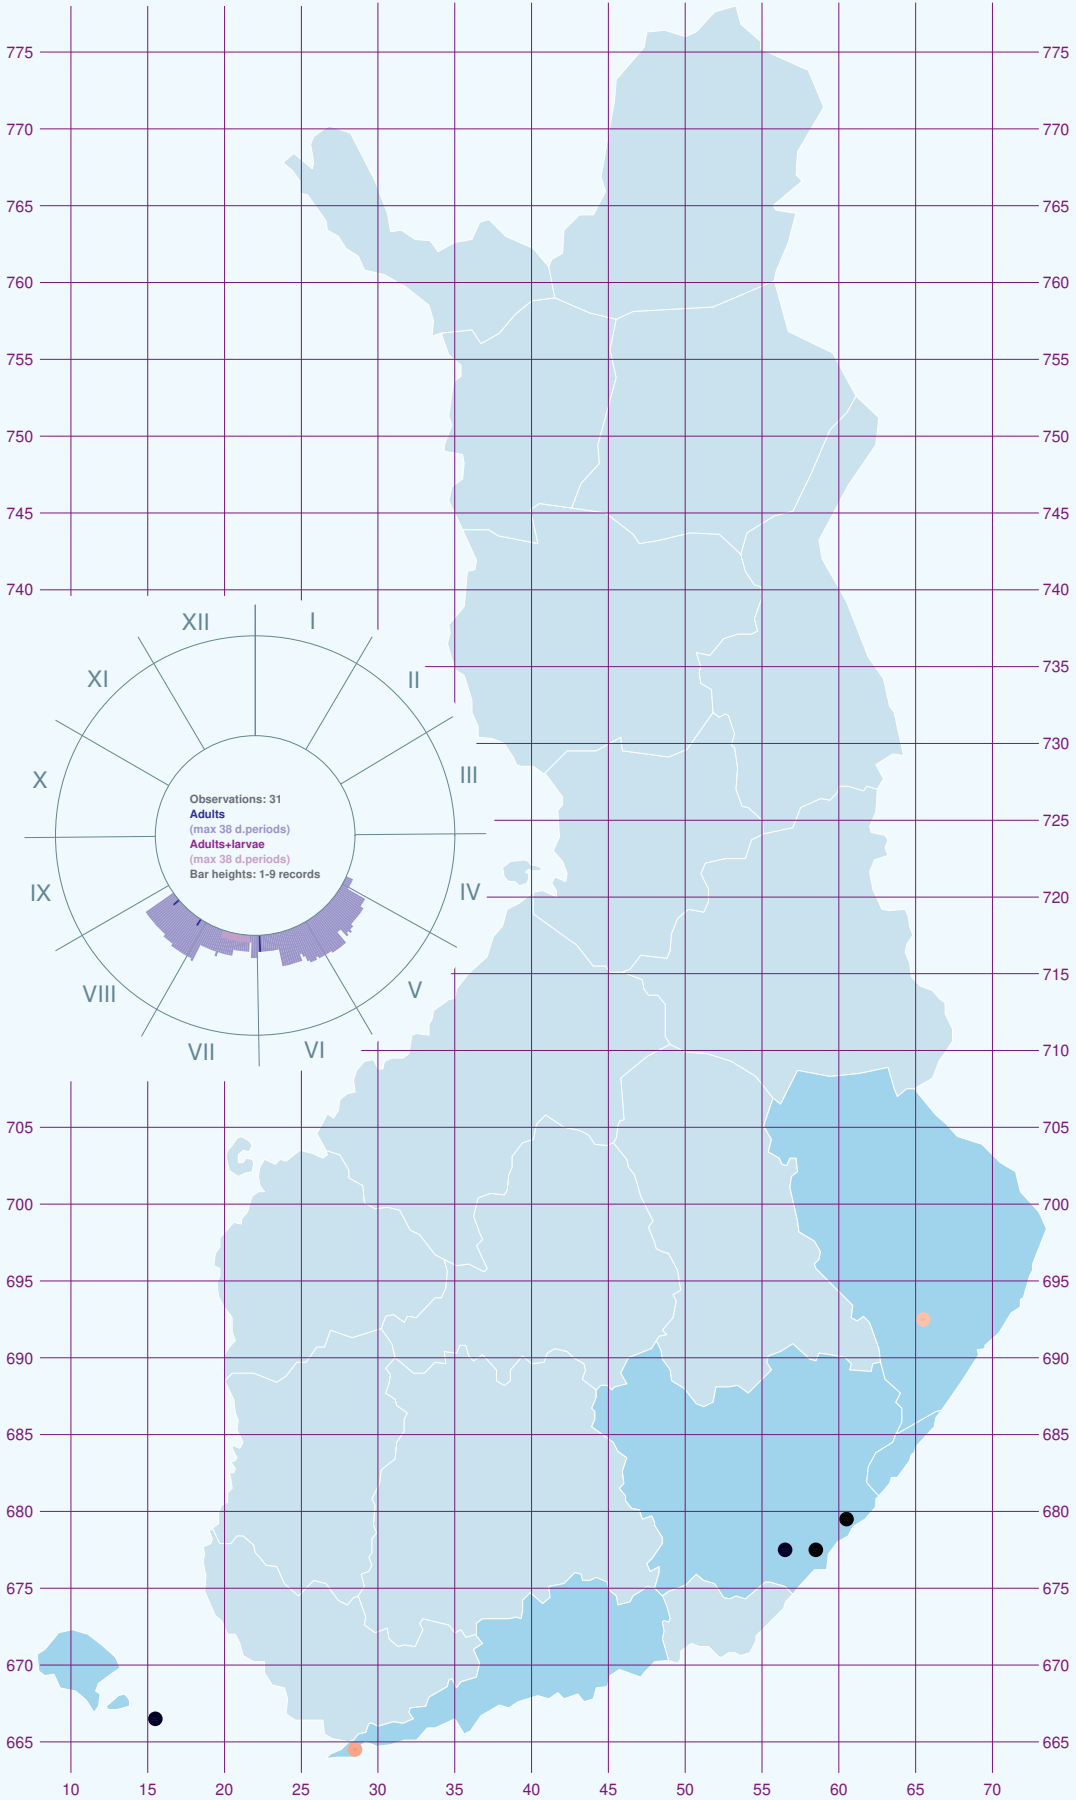 775 775
770 770
765 765
760 760
755 755
750 750
745 745
740 740
XII I
XI II
735
730
X III
725
Observations: 31
Adults
(max 38 d.periods)
Adults+larvae
(max 38 d.periods)
Bar heights: 1-9 records
IX IV
720
715
VIII V
VII VI
710
705 705
700 700
695 695
690 690
685 685
680 680
675 675
670 670
665 665
10 15 20 25 30 35 40 45 50 55 60 65 70